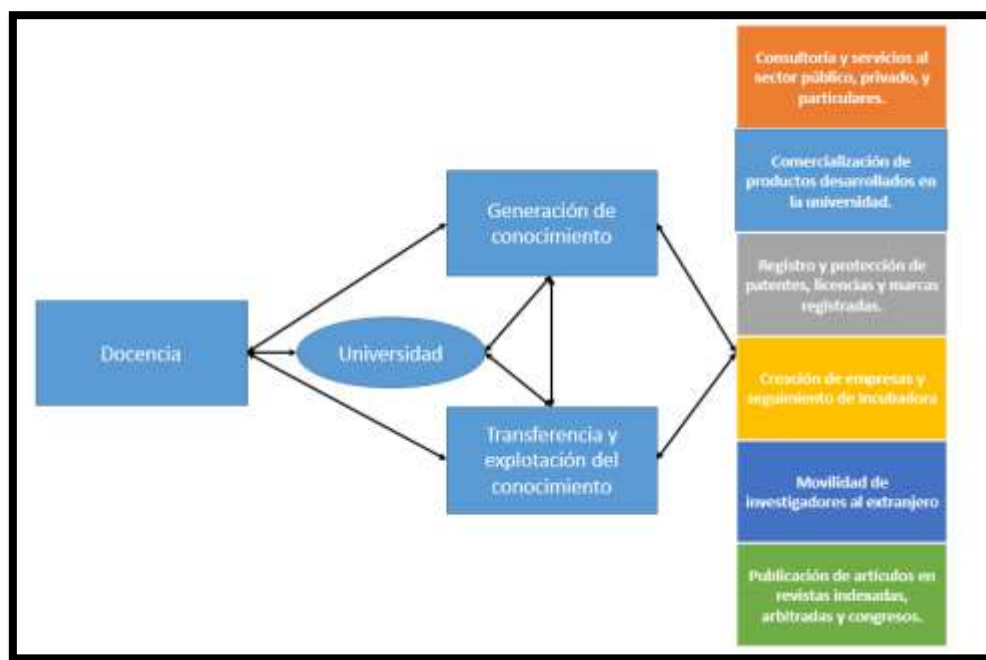 Docencia
Universidad
Generación de
conocimiento
Transferencia y
explotación del
conocimiento
Consultoría y servicios al
sector público, privado, y
particulares.
Comercialización de
productos desarrollados en
la universidad.
Registro y protección de
patentes, licencias y marcas
registradas.
Creación de empresas y
seguimiento de Incubadora
Movilidad de
investigadores al extranjero
Publicación de artículos en
revistas indexadas,
arbitradas y congresos.